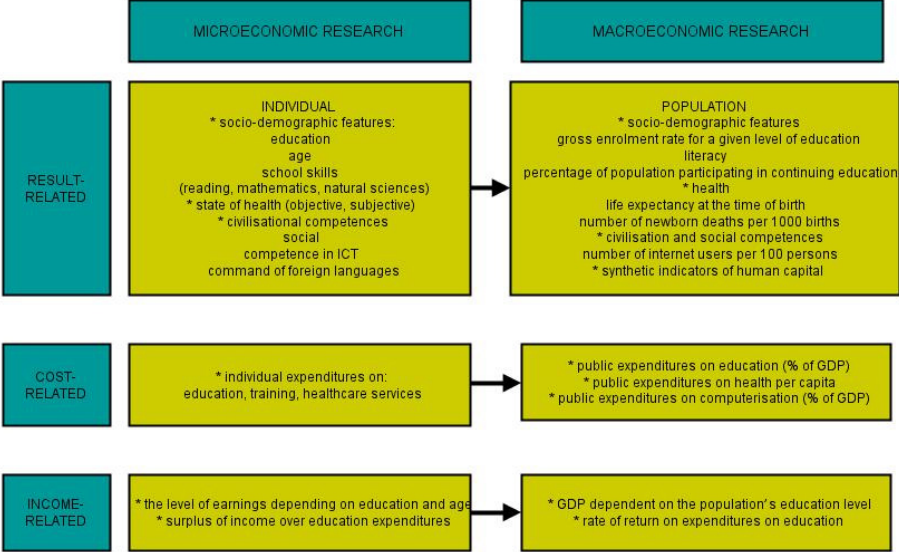 MICROECONOMIC RESEARCH
MACROECONOMIC RESEARCH
RESULT-
RELATED
INDIVIDUAL
* socio-demographic features:
education
age
school skills
(reading, mathematics, natural sciences)
* state of health (objective, subjective)
* civilisational competences
social
competence in ICT
command of foreign languages
POPULATION
* socio-demographic features
gross enrolment rate for a given level of education
literacy
percentage of population participating in continuing education
* health
life expectancy at the time of birth
number of newborn deaths per 1000 births
* civilisation and social competences
number of internet users per 100 persons
* synthetic indicators of human capital
COST-
RELATED
* individual expenditures on:
education, training, healthcare services
* public expenditures on education (% of GDP)
* public expenditures on health per capita
* public expenditures on computerisation (% of GDP)
INCOME-
RELATED
* the level of earnings depending on education and age
* surplus of income over education expenditures
* GDP dependent on the population's education level
* rate of return on expenditures on education